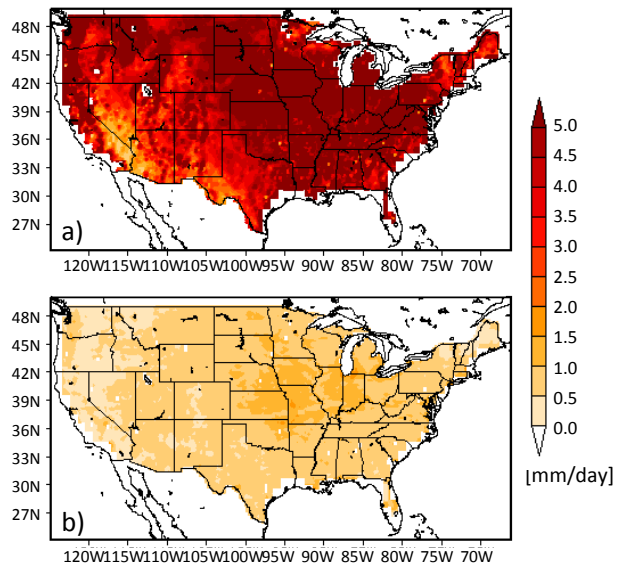 48N
45N
42N
39N
36N
33N
30N
27N
a)
120W115W110W105W100W95W 90W 85W 80W 75W 70W
48N
45N
42N
39N
36N
33N
30N
27N
b)
120W115W110W105W100W95W 90W 85W 80W 75W 70W
5.0
4.5
4.0
3.5
3.0
2.5
2.0
1.5
1.0
0.5
0.0
[mm/day]